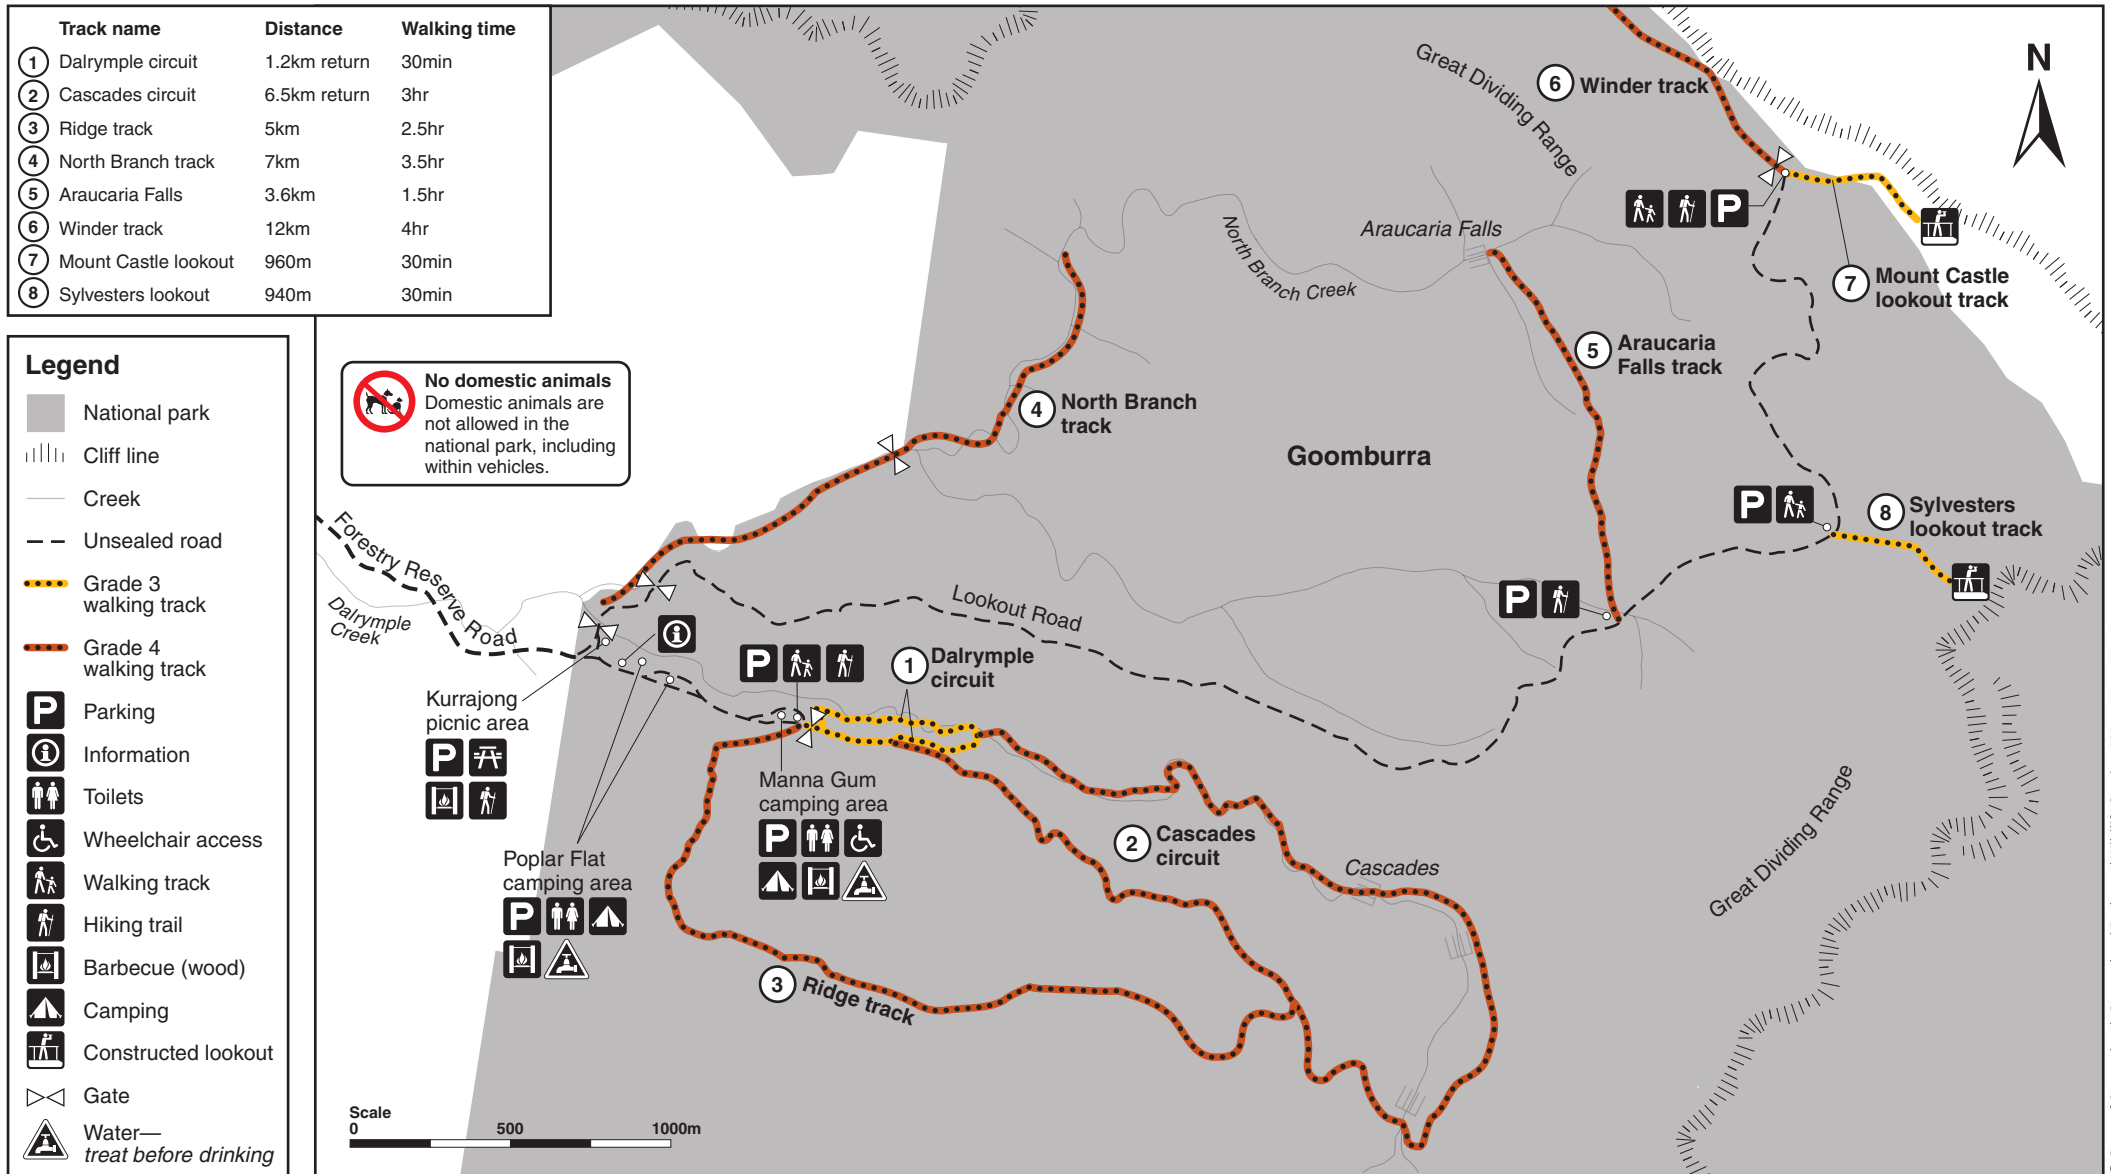 Track name Distance Walking time
1 Dalrymple circuit 1.2km return 30min
2 Cascades circuit 6.5km return 3hr
3 Ridge track 5km 2.5hr
4 North Branch track 7km 3.5hr
5 Araucaria Falls 3.6km 1.5hr
6 Winder track 12km 4hr
7 Mount Castle lookout 960m 30min
8 Sylvesters lookout 940m 30min
Legend
National park
Cliff line
Creek
Unsealed road
Grade 3
walking track
Grade 4
walking track
P Parking
i Information
Toilets
Wheelchair access
Walking track
Hiking trail
Barbecue (wood)
Camping
Constructed lookout
Gate
Water—
treat before drinking
No domestic animals
Domestic animals are
not allowed in the
national park, including
within vehicles.
N
Great Dividing Range
6 Winder track
P
7 Mount Castle
lookout track
Araucaria Falls
North Branch Creek
5 Araucaria
Falls track
4 North Branch
track
Goomburra
P
8 Sylvesters
lookout track
P
Forestry Reserve Road
Dalrymple
Creek
Lookout Road
i
P
1 Dalrymple
circuit
Kurrajong
picnic area
P
Manna Gum
camping area
P
Poplar Flat
camping area
P
2 Cascades
circuit
Cascades
Great Dividing Range
3 Ridge track
Scale
0 500 1000m